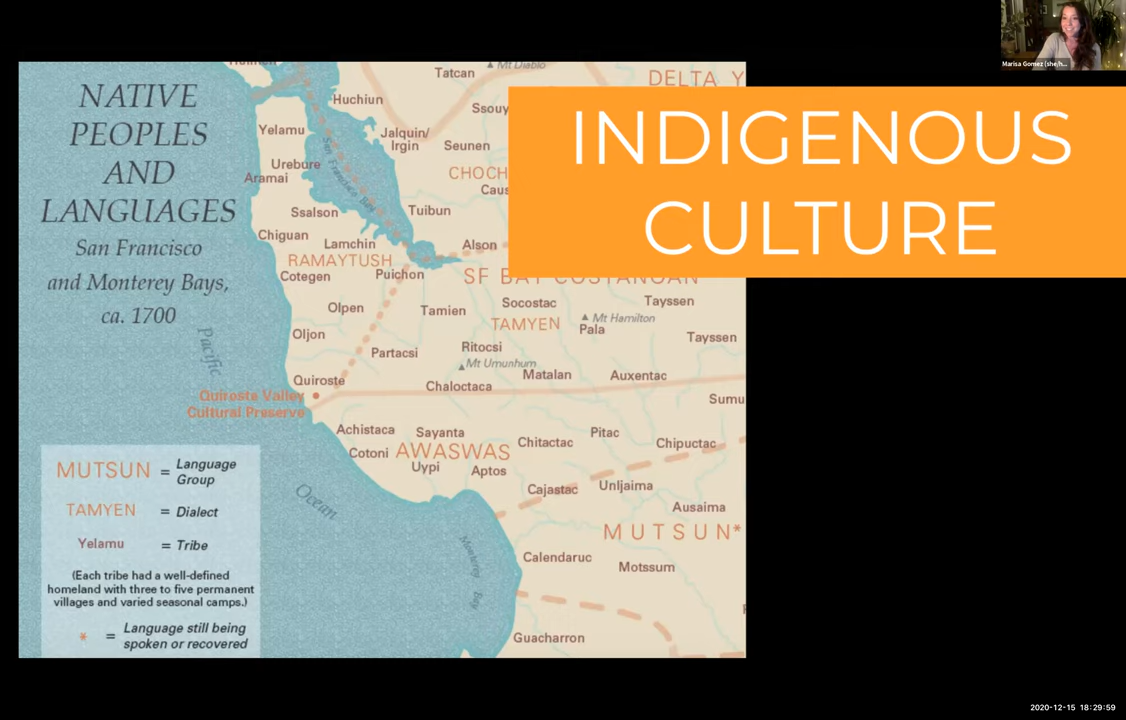 Marisa Gomez (she/h...
INDIGENOUS
CULTURE
NATIVE
PEOPLES
AND
LANGUAGES
San Francisco
and Monterey Bays,
ca. 1700
Tatcan
Mt Diablo
DELTA Y
Huchiun
Ssouy
Yelamu
Jalquin/
Irgin
Seunen
San Francisco Bay
Urebure
CHOCH
Aramai
Caus
Ssalson
Tuibun
Chiguan
Lamchin
Alson
RAMAYTUSH
Cotegen
Puichon
SF BAY COSTANOAN
Socostac
Tayssen
Olpen
Tamien
TAMYEN
Mt Hamilton
Pala
Oljon
Tayssen
Pacific
Partacsi
Ritocsi
Mt Umunhum
Matalan
Auxentac
Quiroste
Chaloctaca
Quiroste Valley
Cultural Preserve
Sumu
Achistaca
Sayanta
Pitac
Chitactac
Chipuctac
Cotoni
AWASWAS
Uypi
Aptos
Cajastac
Unljaima
Ocean
Ausaima
MUTSUN*
Monterey Bay
Calendaruc
Motssum
Guacharron
MUTSUN = Language
Group
TAMYEN = Dialect
Yelamu = Tribe
(Each tribe had a well-defined
homeland with three to five permanent
villages and varied seasonal camps.)
* = Language still being
spoken or recovered
2020-12-15 18:29:59